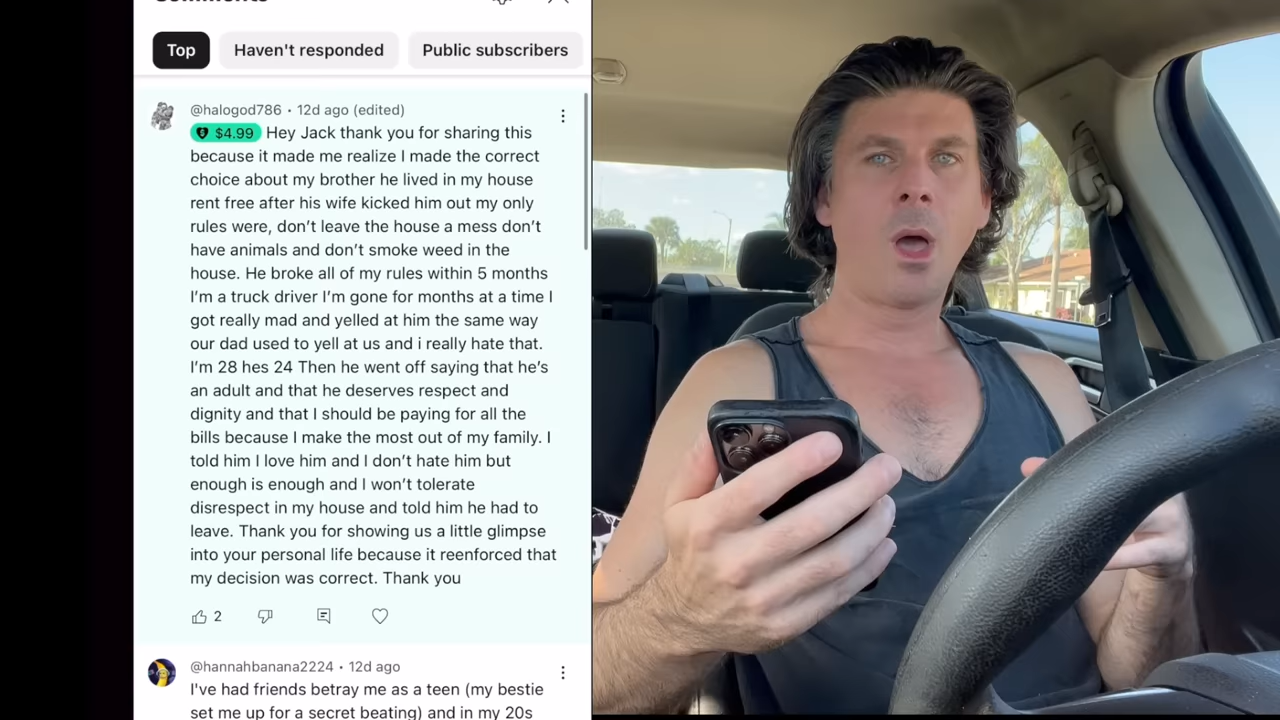 Comments
Top
Haven't responded
Public subscribers
@halogod786 • 12d ago (edited)
$4.99 Hey Jack thank you for sharing this
because it made me realize I made the correct
choice about my brother he lived in my house
rent free after his wife kicked him out my only
rules were, don’t leave the house a mess don’t
have animals and don’t smoke weed in the
house. He broke all of my rules within 5 months
I’m a truck driver I’m gone for months at a time I
got really mad and yelled at him the same way
our dad used to yell at us and i really hate that.
I’m 28 hes 24 Then he went off saying that he’s
an adult and that he deserves respect and
dignity and that I should be paying for all the
bills because I make the most out of my family. I
told him I love him and I don’t hate him but
enough is enough and I won’t tolerate
disrespect in my house and told him he had to
leave. Thank you for showing us a little glimpse
into your personal life because it reenforced that
my decision was correct. Thank you
2
@hannahbanana2224 • 12d ago
I've had friends betray me as a teen (my bestie
set me up for a secret beating) and in my 20s